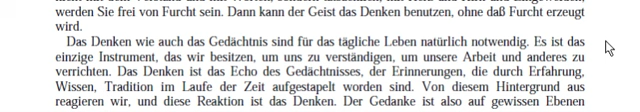 werden Sie frei von Furcht sein. Dann kann der Geist das Denken benutzen, ohne daß Furcht erzeugt
wird.
Das Denken wie auch das Gedächtnis sind für das tägliche Leben natürlich notwendig. Es ist das
einzige Instrument, das wir besitzen, um uns zu verständigen, um unsere Arbeit und anderes zu
verrichten. Das Denken ist das Echo des Gedächtnisses, der Erinnerungen, die durch Erfahrung,
Wissen, Tradition im Laufe der Zeit aufgestapelt worden sind. Von diesem Hintergrund aus
reagieren wir, und diese Reaktion ist das Denken. Der Gedanke ist also auf gewissen Ebenen